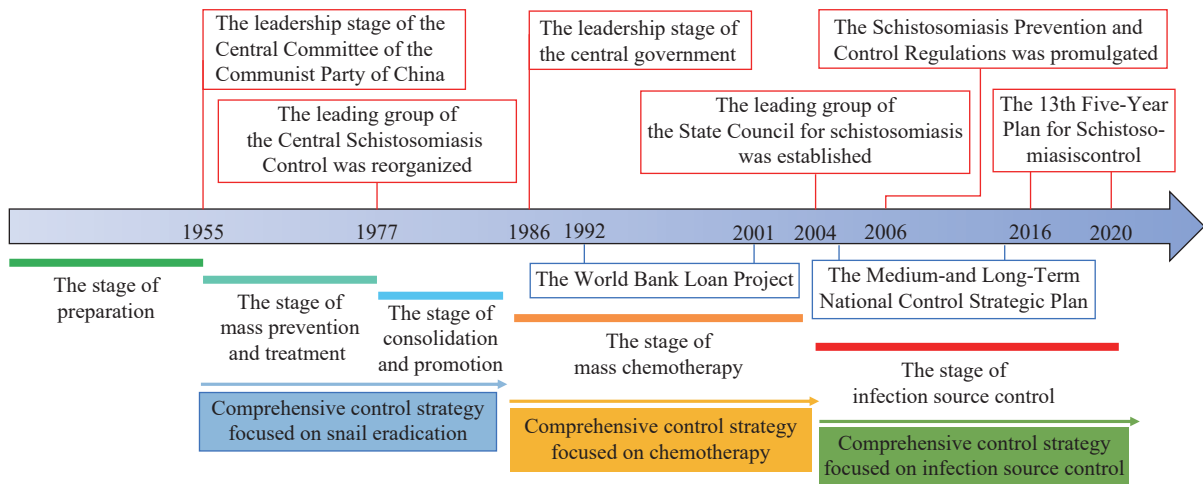 The leadership stage of the
Central Committee of the
Communist Party of China
The leading group of
the Central Schistosomiasis
Control was reorganized
The leadership stage of
the central government
The leading group of
the State Council for schistosomiasis
was established
The Schistosomiasis Prevention and
Control Regulations was promulgated
The 13th Five-Year
Plan for Schistoso-
miasiscontrol
1955
1977
1986
1992
2001
2004
2006
2016
2020
The World Bank Loan Project
The Medium-and Long-Term
National Control Strategic Plan
The stage of
preparation
The stage of
mass prevention
and treatment
The stage of
consolidation
and promotion
The stage of
mass chemotherapy
The stage of
infection source control
Comprehensive control strategy
focused on snail eradication
Comprehensive control strategy
focused on chemotherapy
Comprehensive control strategy
focused on infection source control